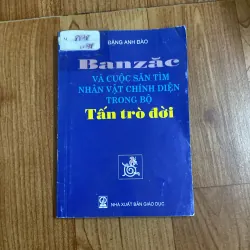 ĐẶNG ANH ĐÀO
Banzăc
VÀ CUỘC SĂN TÌM
NHÂN VẬT CHÍNH DIỆN
TRONG BỘ
Tấn trò đời
NHÀ XUẤT BẢN GIÁO DỤC